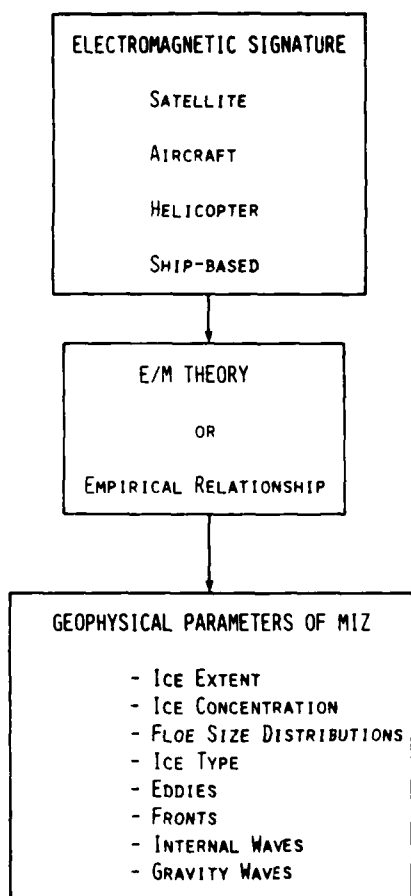 ELECTROMAGNETIC SIGNATURE
SATELLITE
AIRCRAFT
HELICOPTER
SHIP-BASED
E/M THEORY
OR
EMPIRICAL RELATIONSHIP
GEOPHYSICAL PARAMETERS OF MIZ
- ICE EXTENT
- ICE CONCENTRATION
- FLOE SIZE DISTRIBUTIONS
- ICE TYPE
- EDDIES
- FRONTS
- INTERNAL WAVES
- GRAVITY WAVES